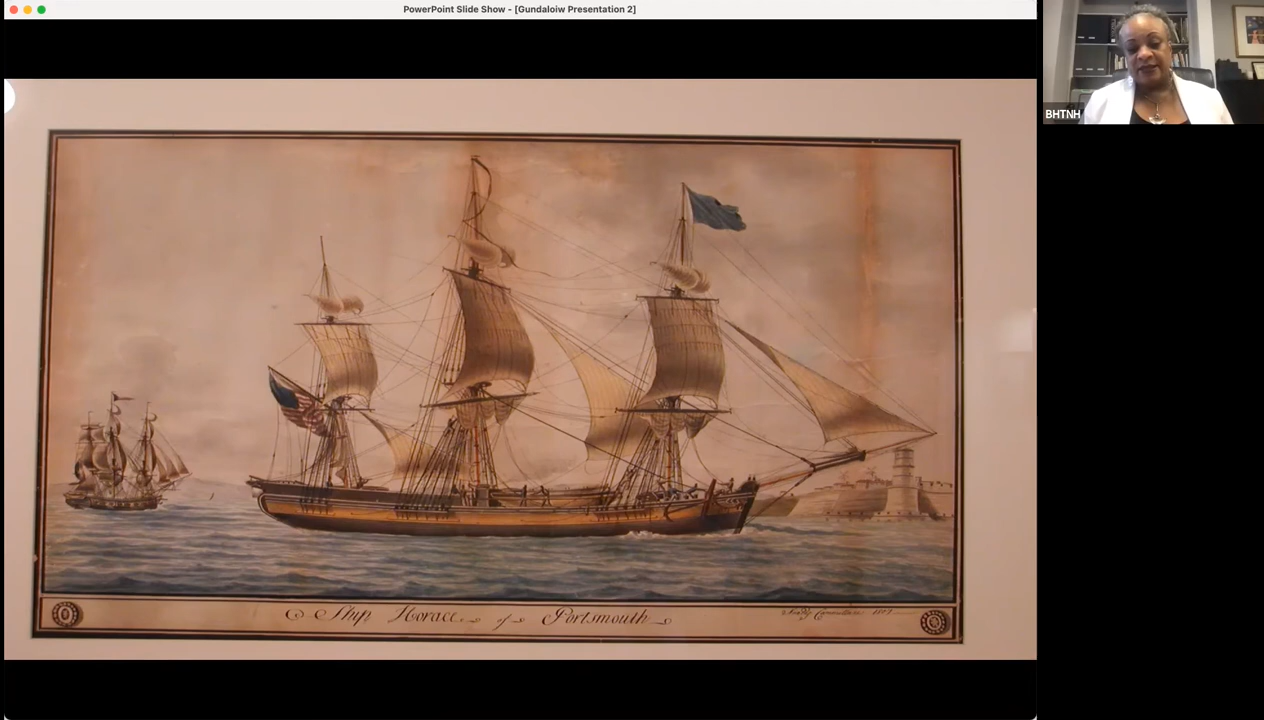 PowerPoint Slide Show - [Gundaloiw Presentation 2]
BHTNH
Ship Horace of Portsmouth